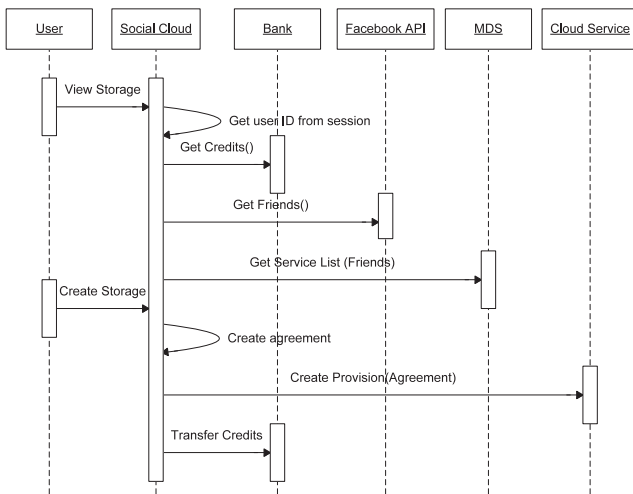 User
Social Cloud
Bank
Facebook API
MDS
Cloud Service
View Storage
Get user ID from session
Get Credits()
Get Friends()
Get Service List (Friends)
Create Storage
Create agreement
Create Provision(Agreement)
Transfer Credits